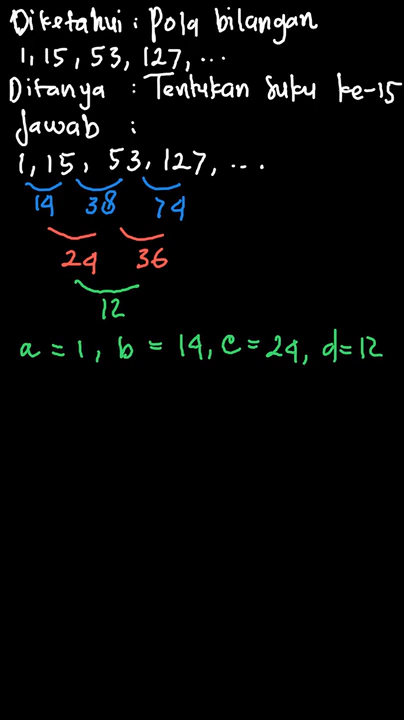 Diketahui : Pola bilangan
1, 15, 53, 127, ...
Ditanya : Tentukan suku ke-15
Jawab :
1, 15, 53, 127, ...
14 38 74
24 36
12
a = 1, b = 14, c = 24, d = 12